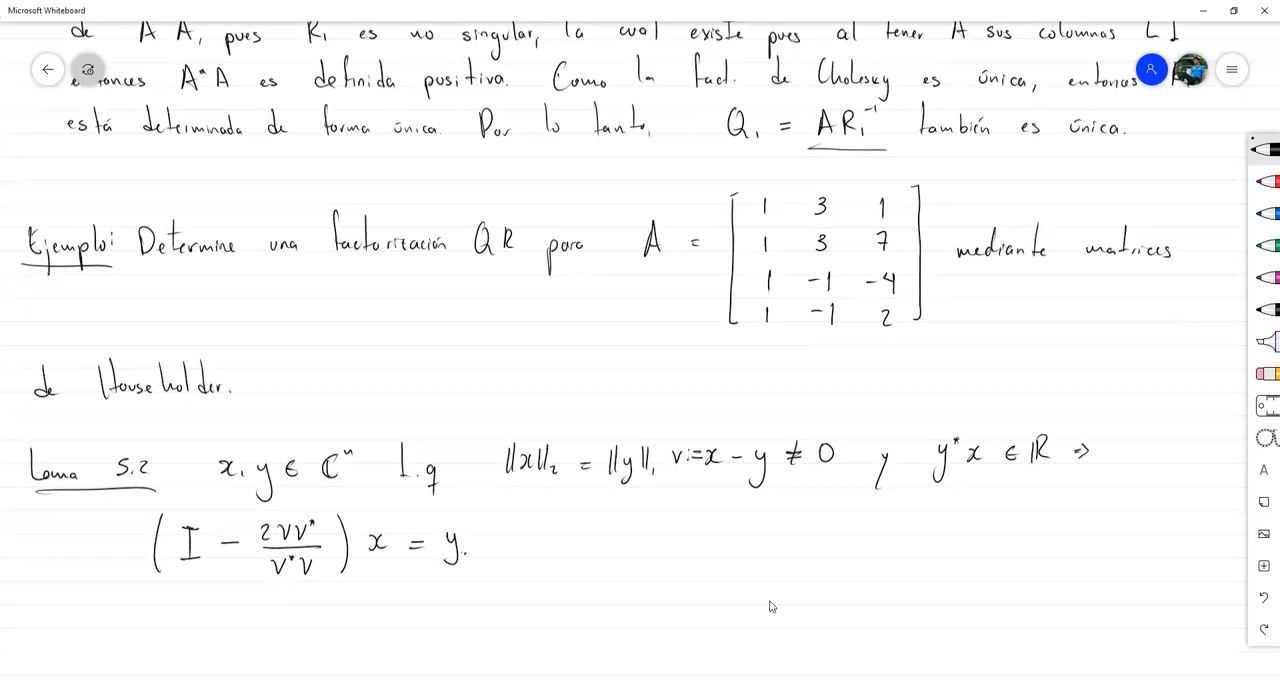 Microsoft Whiteboard
de A A, pues R₁ es no singular, la cual existe pues al tener A sus columnas LI
entonces A*A es definida positiva. Como la fact. de Cholesky es única, entonces
está determinada de forma única. Por lo tanto, Q₁ = AR₁⁻¹ también es única.
Ejemplo: Determine una factorización QR para A = [1 3 1
1 3 7
1 -1 -4
1 -1 2] mediante matrices
de Householder.
Lema 5.2 x, y ∈ ℂⁿ t.q ||x||₂ = ||y||, v:=x - y ≠ 0 y y*x ∈ ℝ ⇒
(I - 2vv*/v*v) x = y.
A